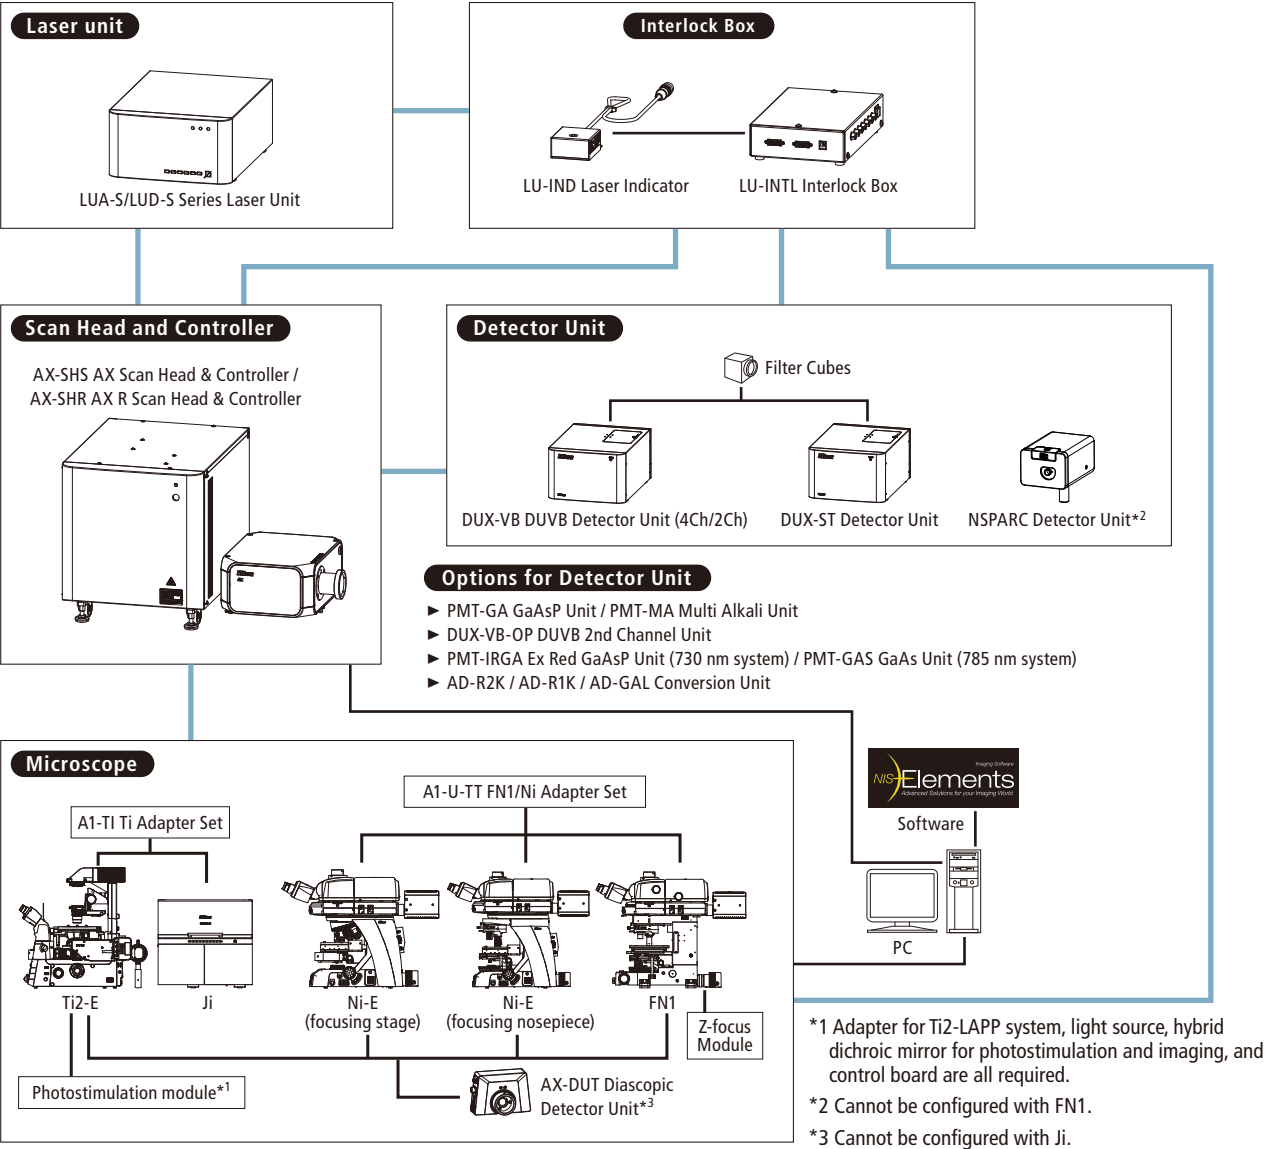 Laser unit
LUA-S/LUD-S Series Laser Unit
Interlock Box
LU-IND Laser Indicator
LU-INTL Interlock Box
Scan Head and Controller
AX-SHS AX Scan Head & Controller /
AX-SHR AX R Scan Head & Controller
Detector Unit
Filter Cubes
DUX-VB DUVB Detector Unit (4Ch/2Ch)
DUX-ST Detector Unit
NSPARC Detector Unit*2
Options for Detector Unit
► PMT-GA GaAsP Unit / PMT-MA Multi Alkali Unit
► DUX-VB-OP DUVB 2nd Channel Unit
► PMT-IRGA Ex Red GaAsP Unit (730 nm system) / PMT-GAS GaAs Unit (785 nm system)
► AD-R2K / AD-R1K / AD-GAL Conversion Unit
Microscope
A1-TI Ti Adapter Set
A1-U-TT FN1/Ni Adapter Set
Ti2-E
Ji
Ni-E
(focusing stage)
Ni-E
(focusing nosepiece)
FN1
Z-focus
Module
Photostimulation module*1
AX-DUT Diascopic
Detector Unit*3
Imaging Software
NIS Elements
Advanced Solutions for your Imaging World
Software
PC
*1 Adapter for Ti2-LAPP system, light source, hybrid
dichroic mirror for photostimulation and imaging, and
control board are all required.
*2 Cannot be configured with FN1.
*3 Cannot be configured with Ji.